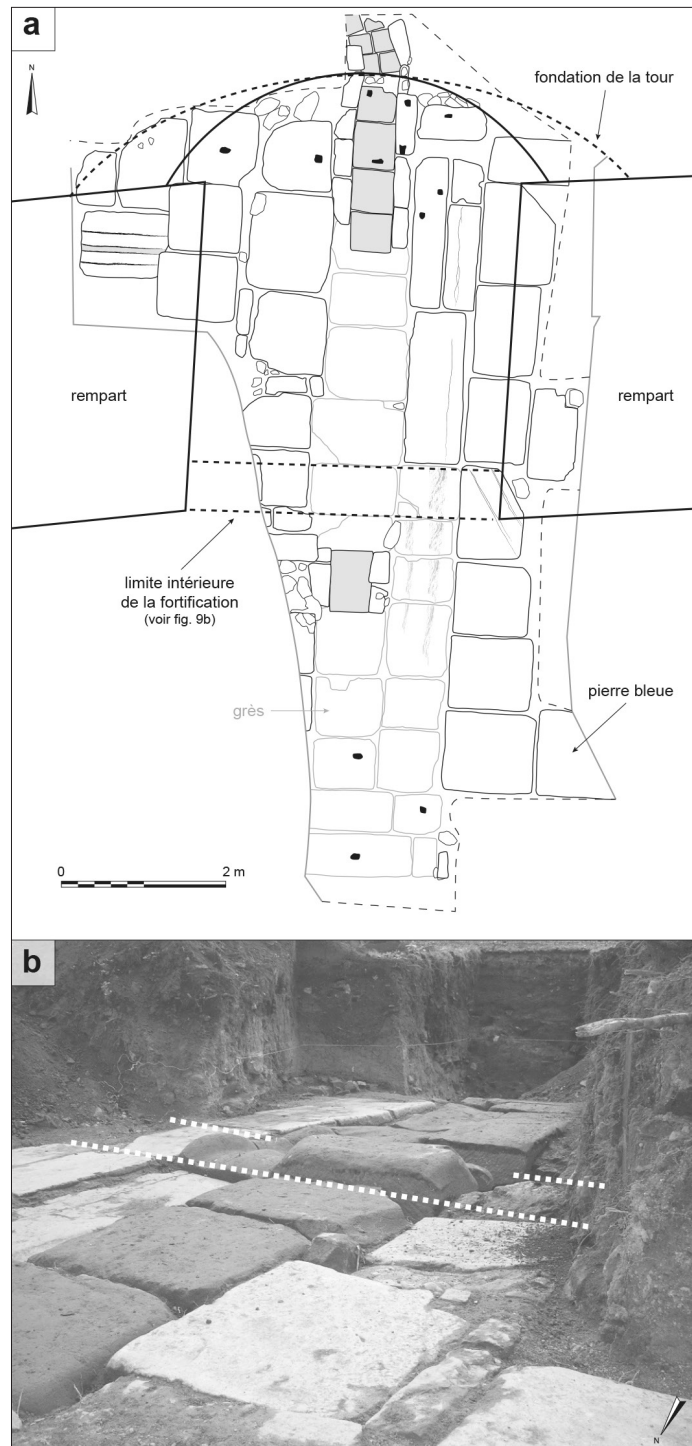 a
N
fondation de la tour
rempart
rempart
limite intérieure
de la fortification
(voir fig. 9b)
grès
pierre bleue
0
2 m
b
N